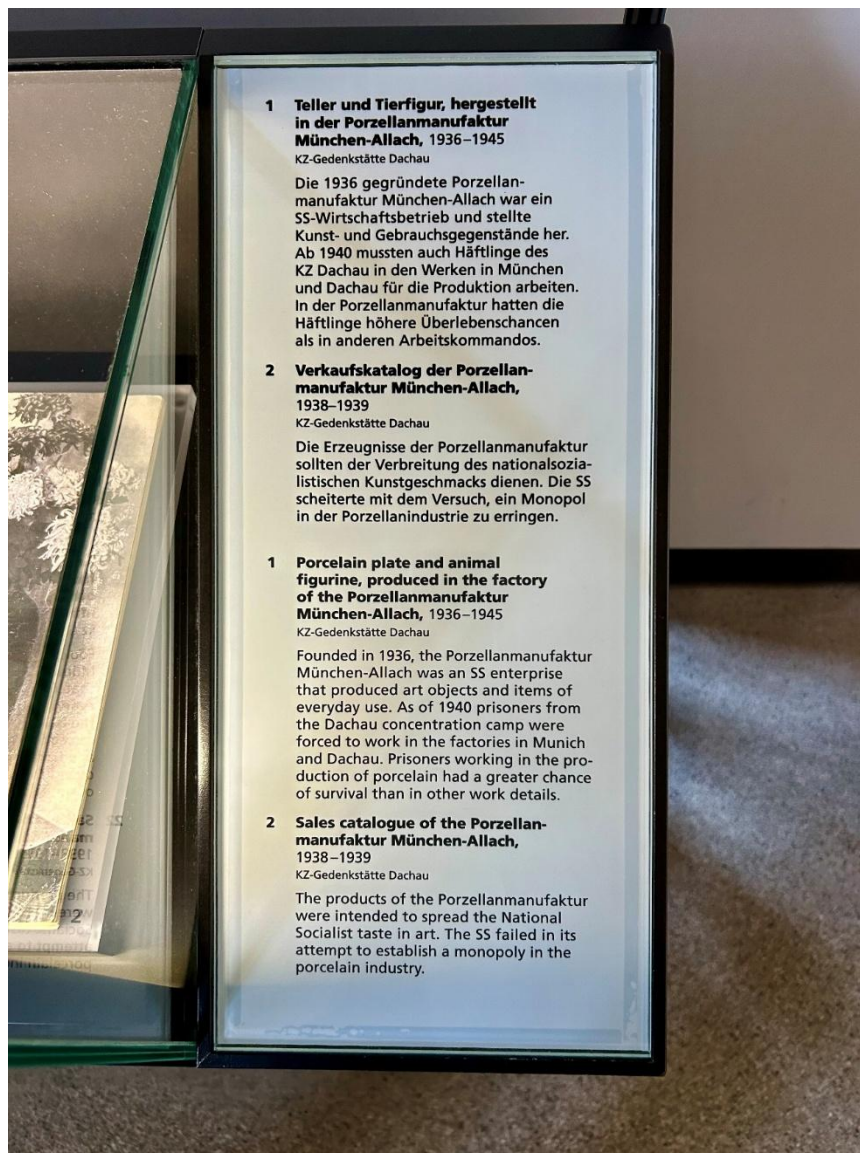 1 Teller und Tierfigur, hergestellt
in der Porzellanmanufaktur
München-Allach, 1936–1945
KZ-Gedenkstätte Dachau
Die 1936 gegründete Porzellan-
manufaktur München-Allach war ein
SS-Wirtschaftsbetrieb und stellte
Kunst- und Gebrauchsgegenstände her.
Ab 1940 mussten auch Häftlinge des
KZ Dachau in den Werken in München
und Dachau für die Produktion arbeiten.
In der Porzellanmanufaktur hatten die
Häftlinge höhere Überlebenschancen
als in anderen Arbeitskommandos.
2 Verkaufskatalog der Porzellan-
manufaktur München-Allach,
1938–1939
KZ-Gedenkstätte Dachau
Die Erzeugnisse der Porzellanmanufaktur
sollten der Verbreitung des nationalsozia-
listischen Kunstgeschmacks dienen. Die SS
scheiterte mit dem Versuch, ein Monopol
in der Porzellanindustrie zu erringen.
1 Porcelain plate and animal
figurine, produced in the factory
of the Porzellanmanufaktur
München-Allach, 1936–1945
KZ-Gedenkstätte Dachau
Founded in 1936, the Porzellanmanufaktur
München-Allach was an SS enterprise
that produced art objects and items of
everyday use. As of 1940 prisoners from
the Dachau concentration camp were
forced to work in the factories in Munich
and Dachau. Prisoners working in the pro-
duction of porcelain had a greater chance
of survival than in other work details.
2 Sales catalogue of the Porzellan-
manufaktur München-Allach,
1938–1939
KZ-Gedenkstätte Dachau
The products of the Porzellanmanufaktur
were intended to spread the National
Socialist taste in art. The SS failed in its
attempt to establish a monopoly in the
porcelain industry.
2